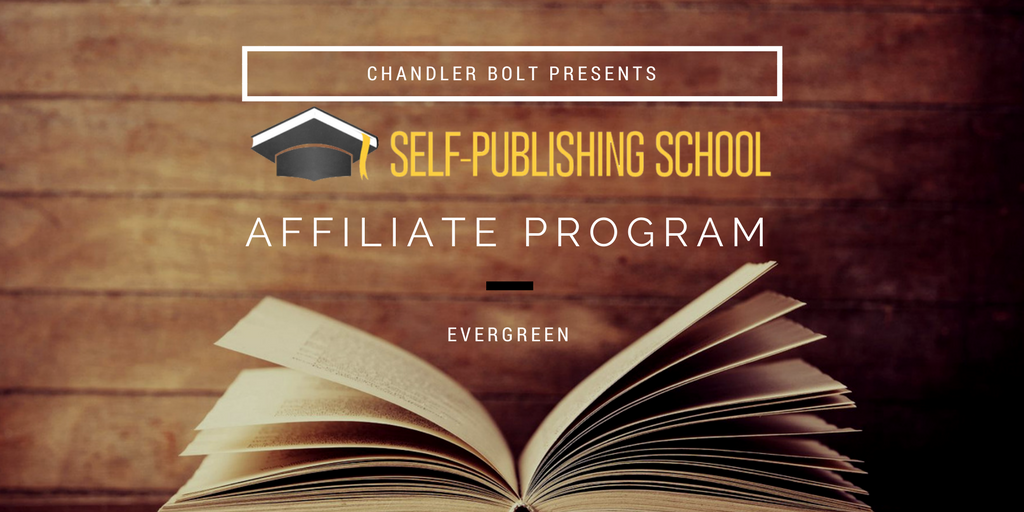 CHANDLER BOLT PRESENTS
SELF-PUBLISHING SCHOOL
AFFILIATE PROGRAM
EVERGREEN